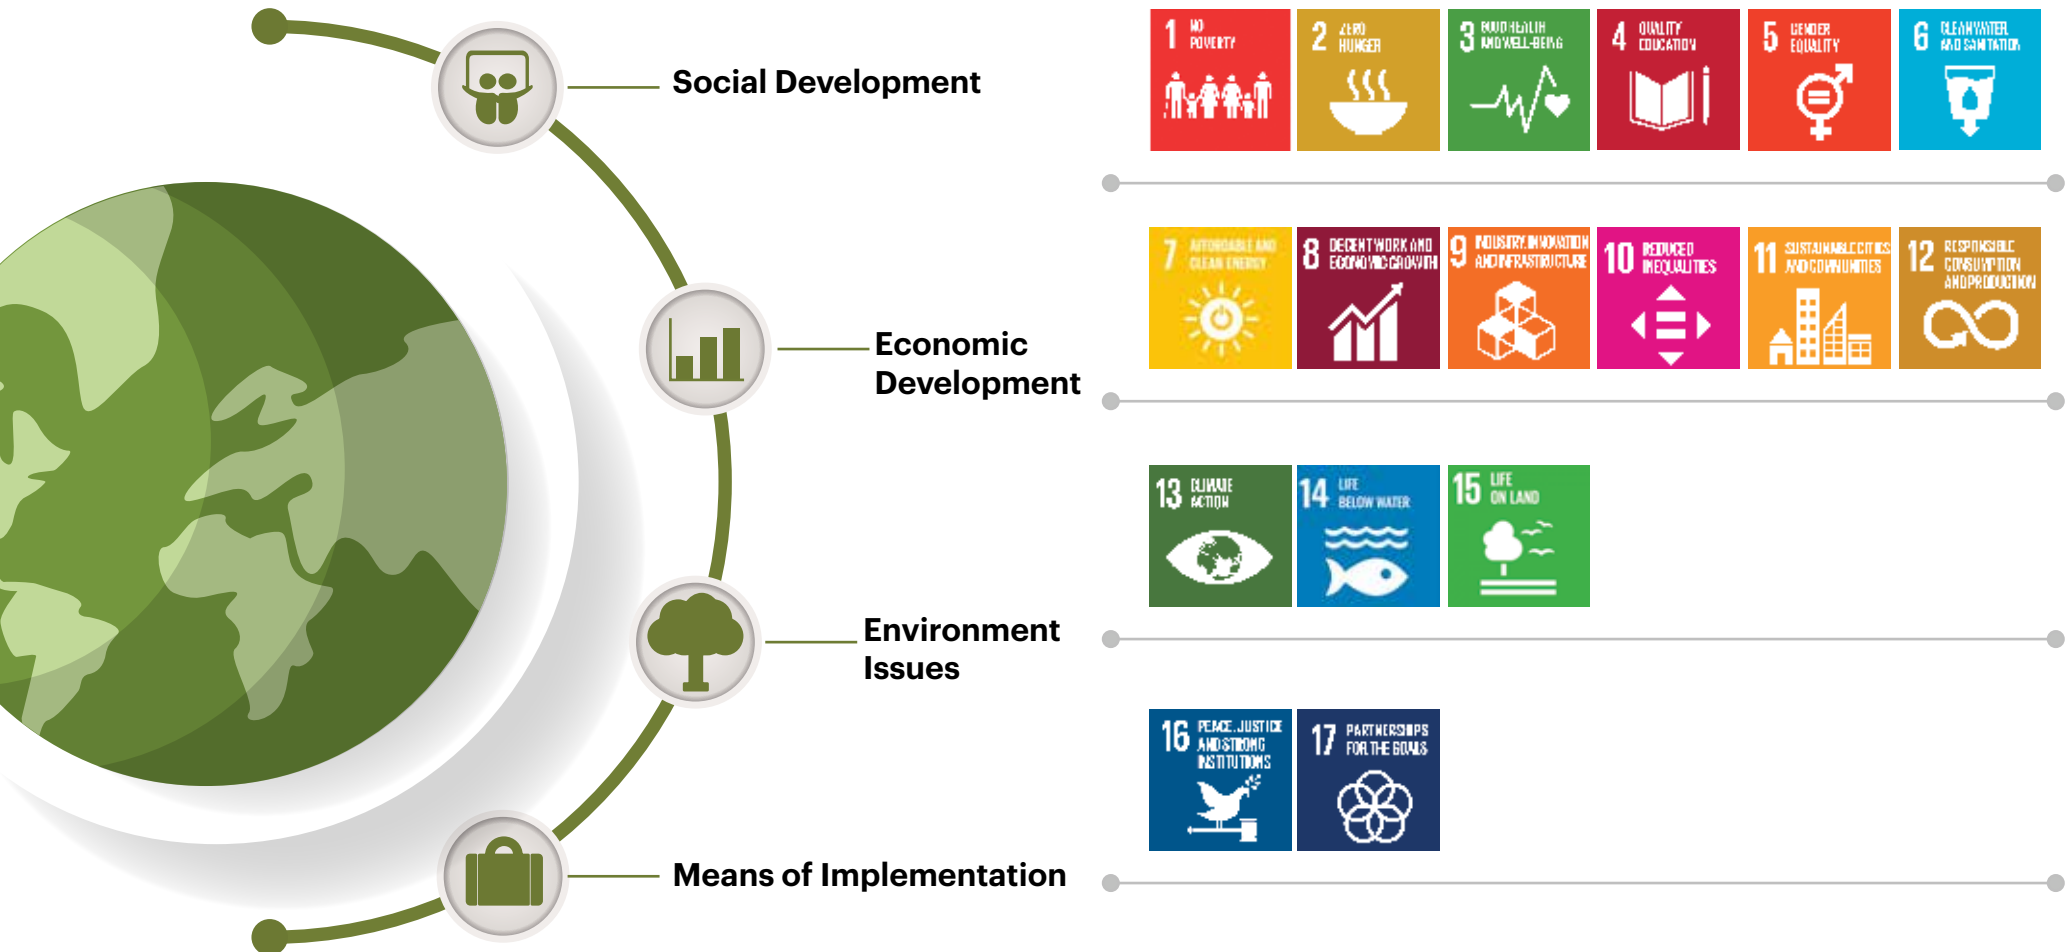 Social Development
1 NO
POVERTY
2 ZERO
HUNGER
3 GOOD HEALTH
AND WELL-BEING
4 QUALITY
EDUCATION
5 GENDER
EQUALITY
6 CLEAN WATER
AND SANITATION
Economic
Development
7 AFFORDABLE AND
CLEAN ENERGY
8 DECENT WORK AND
ECONOMIC GROWTH
9 INDUSTRY, INNOVATION
AND INFRASTRUCTURE
10 REDUCED
INEQUALITIES
11 SUSTAINABLE CITIES
AND COMMUNITIES
12 RESPONSIBLE
CONSUMPTION
AND PRODUCTION
Environment
Issues
13 CLIMATE
ACTION
14 LIFE
BELOW WATER
15 LIFE
ON LAND
Means of Implementation
16 PEACE, JUSTICE
AND STRONG
INSTITUTIONS
17 PARTNERSHIPS
FOR THE GOALS